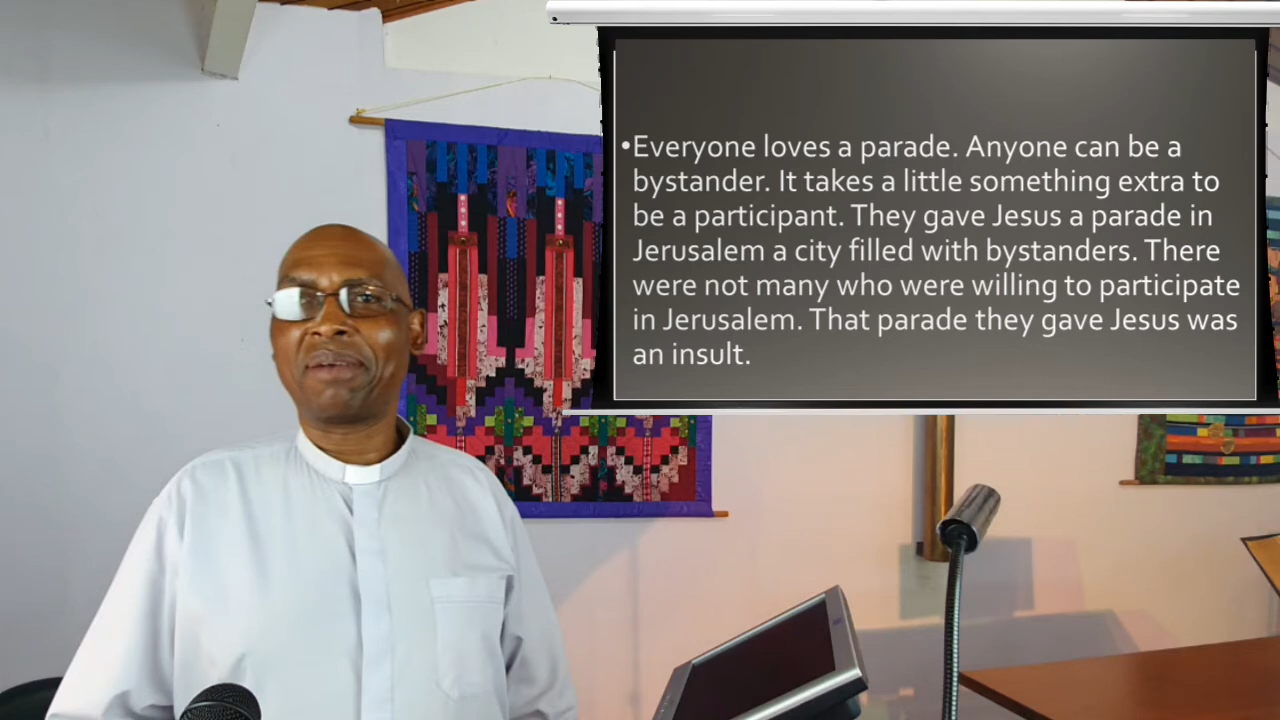 •Everyone loves a parade. Anyone can be a
bystander. It takes a little something extra to
be a participant. They gave Jesus a parade in
Jerusalem a city filled with bystanders. There
were not many who were willing to participate
in Jerusalem. That parade they gave Jesus was
an insult.